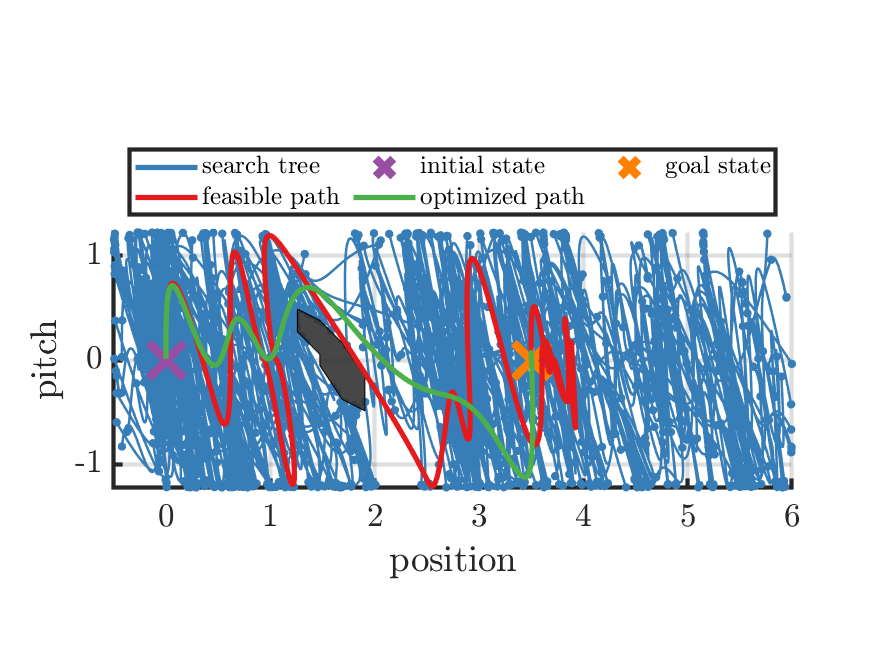 search tree initial state goal state
feasible path optimized path
1
0
-1
pitch
0 1 2 3 4 5 6
position